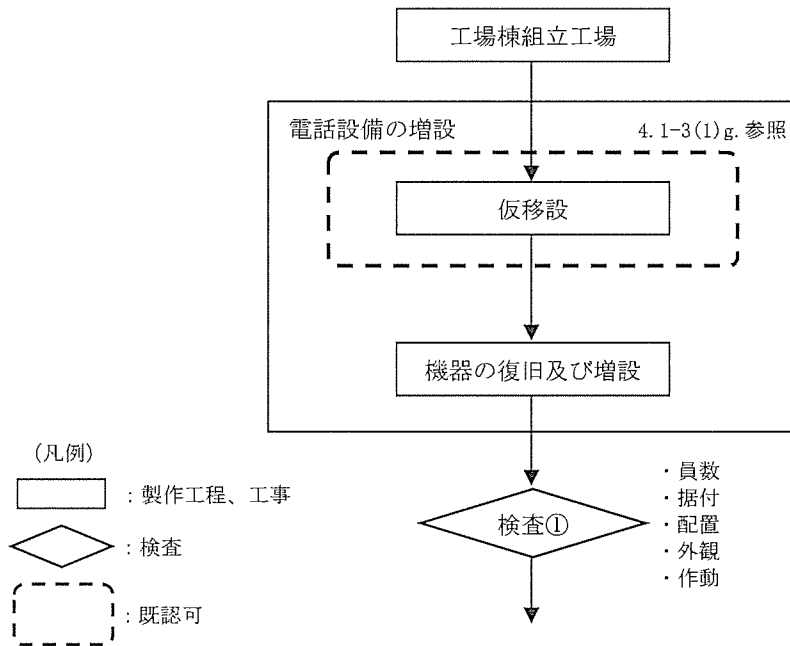 工場棟組立工場
電話設備の増設
4.1-3(1)g.参照
仮移設
機器の復旧及び増設
検査①
・員数
・据付
・配置
・外観
・作動
(凡例)
：製作工程、工事
：検査
：既認可